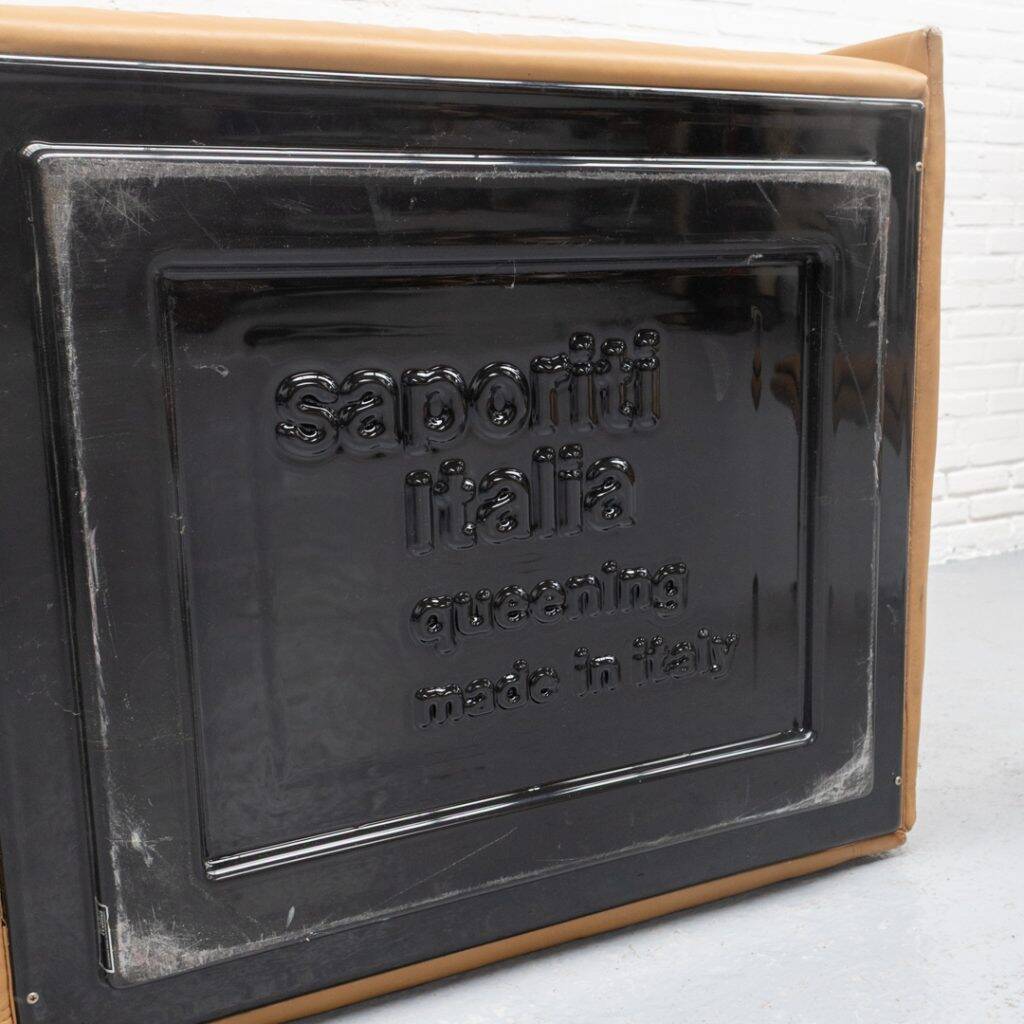 saporiti
italia
queening
made in italy